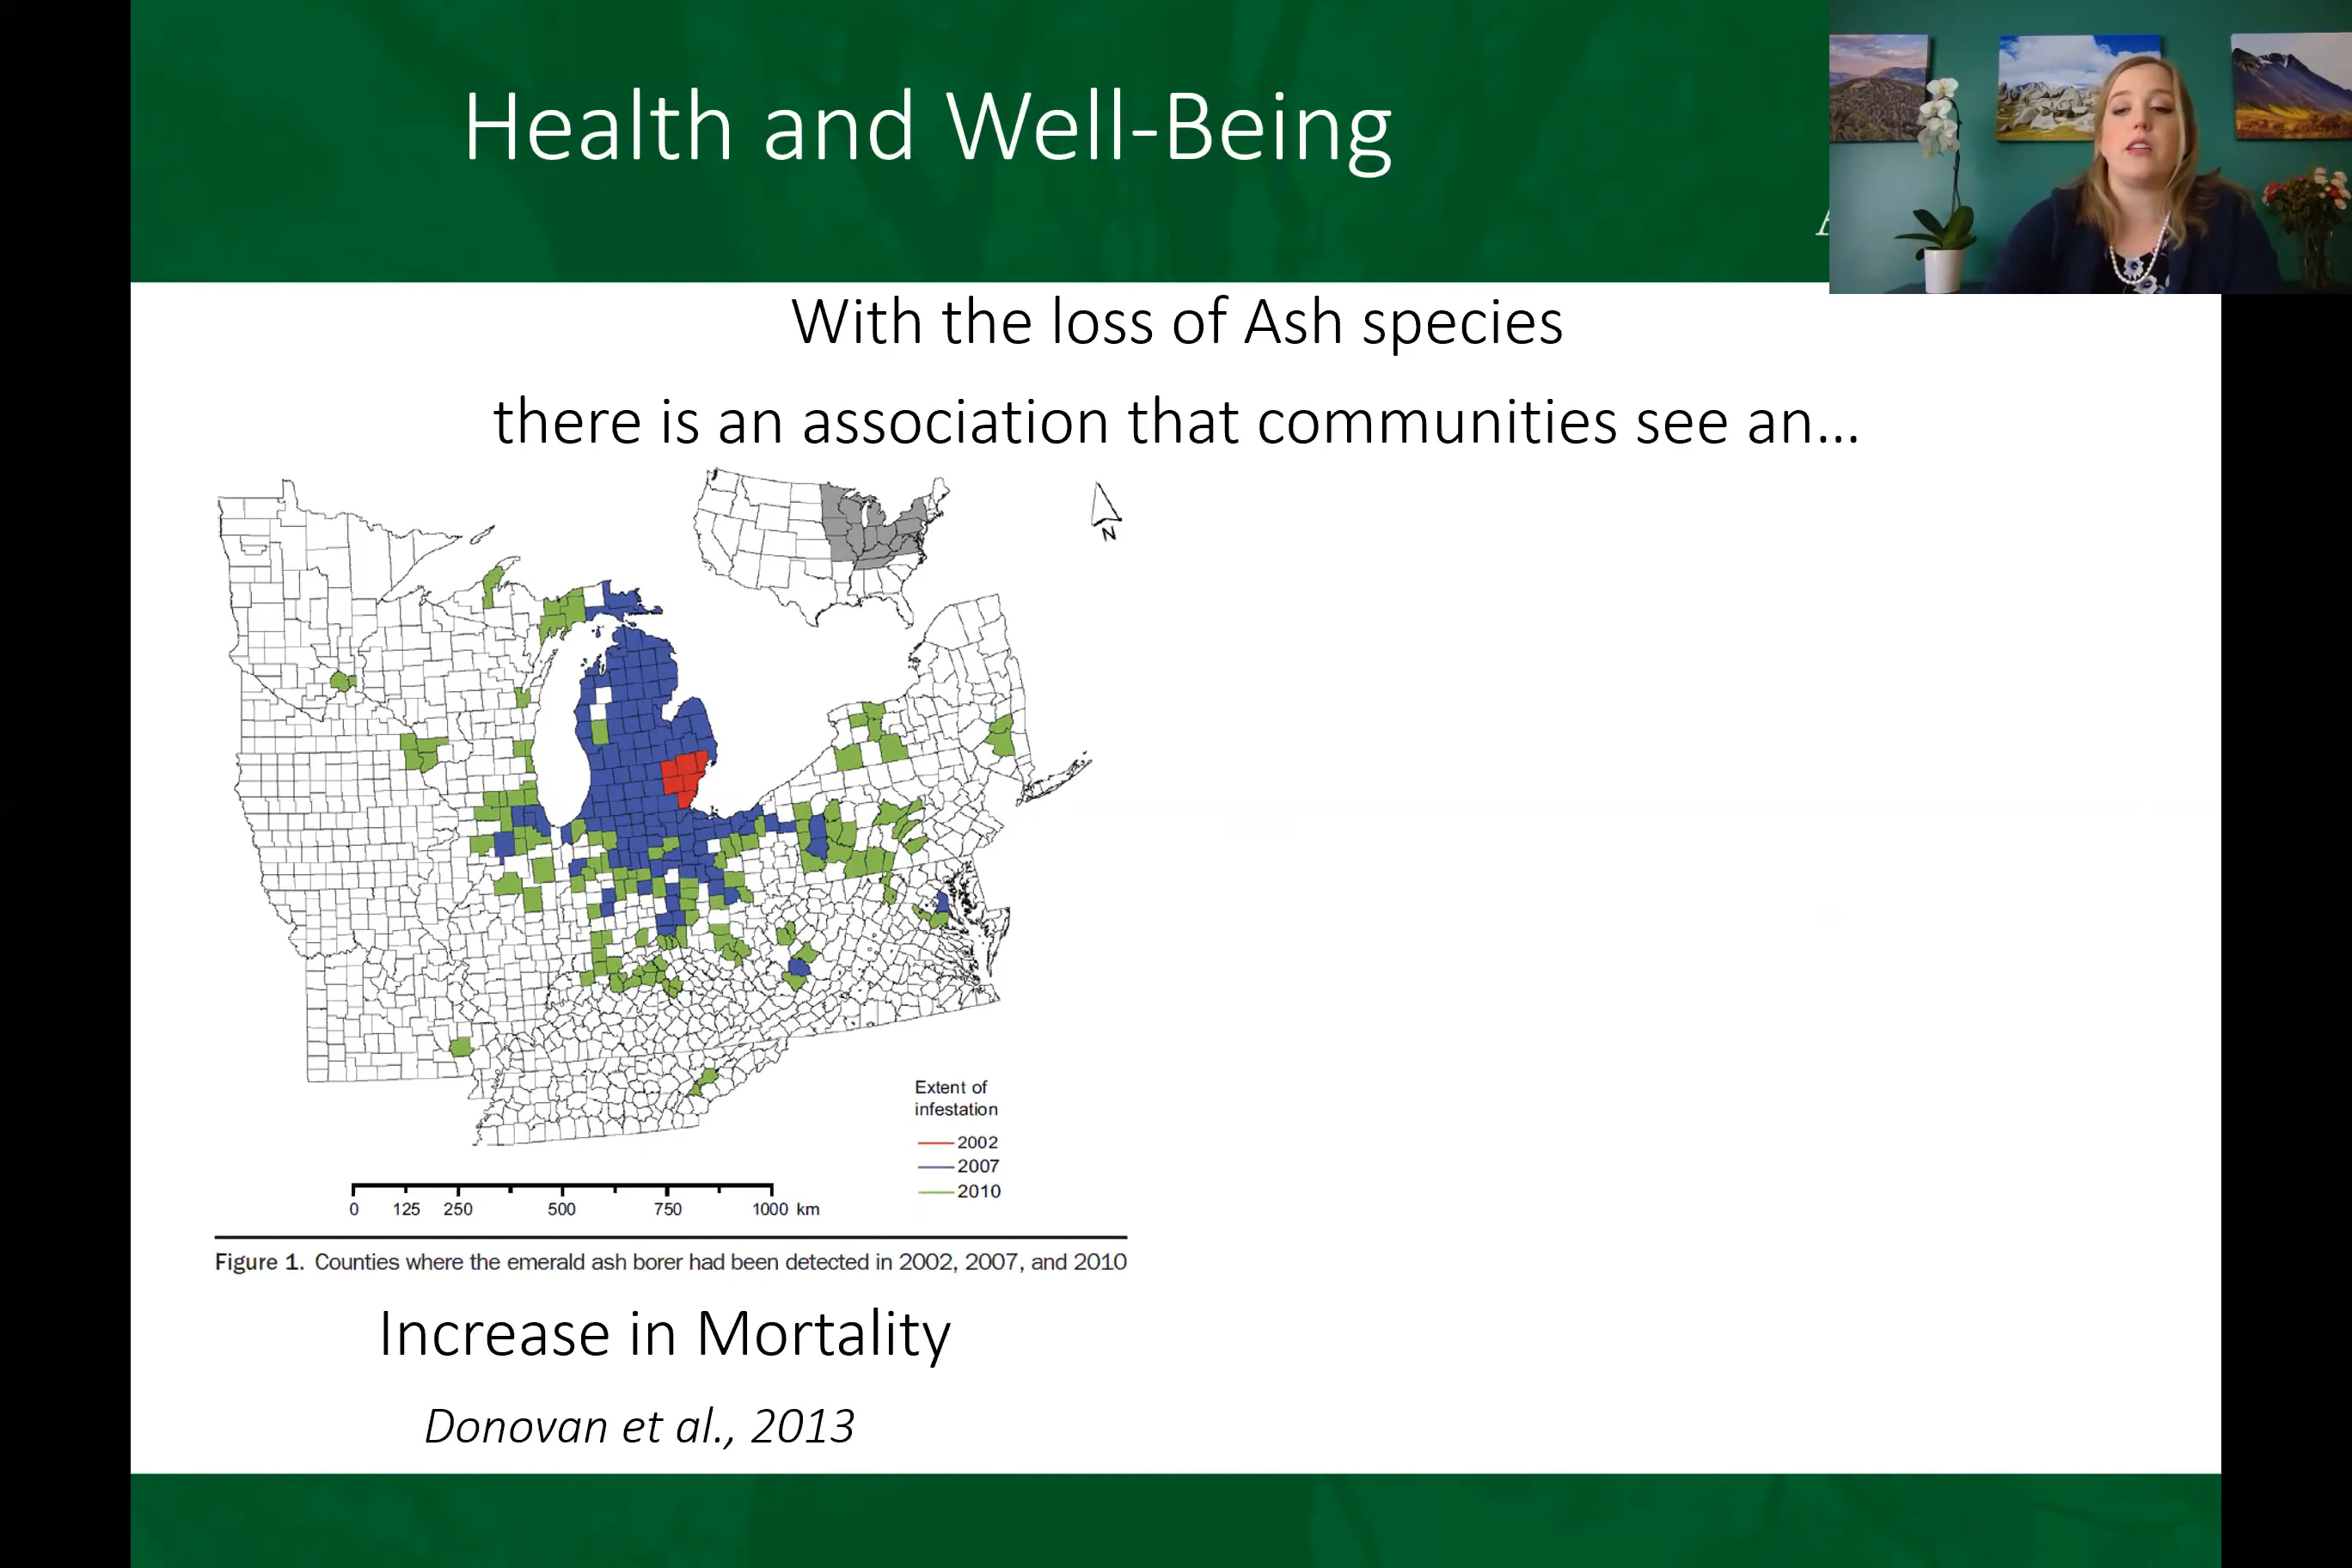 Health and Well-Being
A
With the loss of Ash species
there is an association that communities see an...
N
Extent of
infestation
2002
2007
2010
0 125 250 500 750 1000 km
Figure 1. Counties where the emerald ash borer had been detected in 2002, 2007, and 2010
Increase in Mortality
Donovan et al., 2013